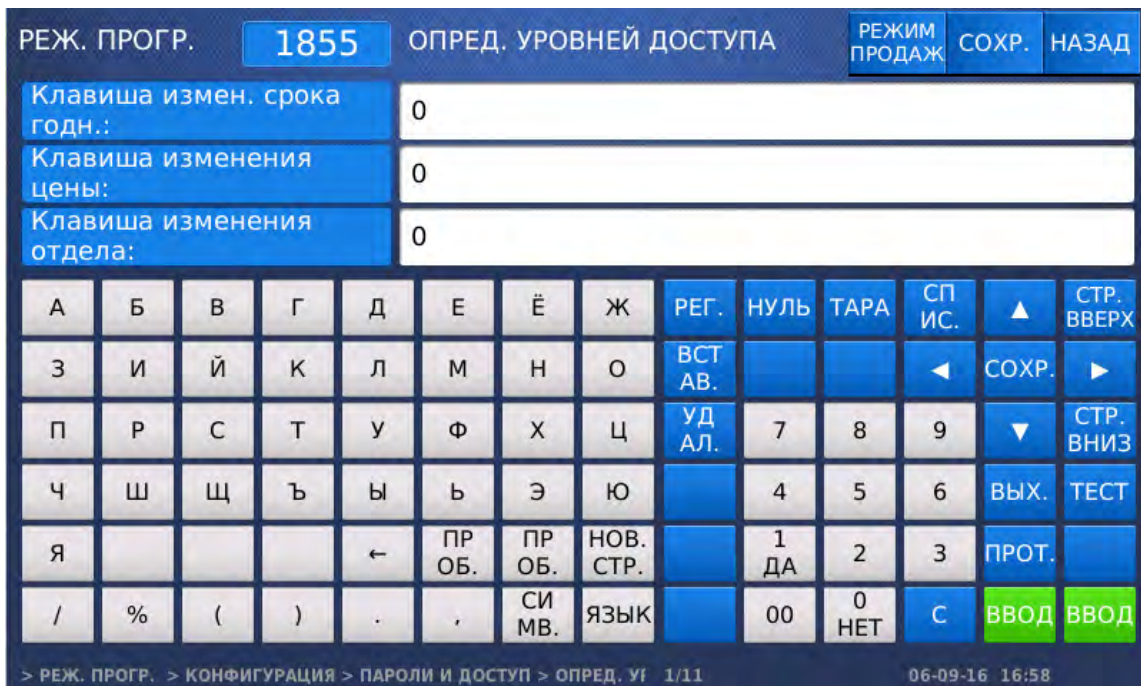 РЕЖ. ПРОГР. 1855 ОПРЕД. УРОВНЕЙ ДОСТУПА РЕЖИМ ПРОДАЖ СОХР. НАЗАД
Клавиша измен. срока
годн.: 0
Клавиша изменения
цены: 0
Клавиша изменения
отдела: 0
А Б В Г Д Е Ё Ж РЕГ. НУЛЬ ТАРА СП ИС. ▲ СТР. ВВЕРХ
З И Й К Л М Н О ВСТ АВ. ◀ СОХР. ▶
П Р С Т У Ф Х Ц УД АЛ. 7 8 9 ▼ СТР. ВНИЗ
Ч Ш Щ Ъ Ы Ь Э Ю 4 5 6 ВЫХ. ТЕСТ
Я ← ПР ОБ. ПР ОБ. НОВ. СТР. 1 ДА 2 3 ПРОТ.
/ % ( ) . , СИ МВ. ЯЗЫК 00 0 НЕТ C ВВОД ВВОД
> РЕЖ. ПРОГР. > КОНФИГУРАЦИЯ > ПАРОЛИ И ДОСТУП > ОПРЕД. УР 1/11 06-09-16 16:58